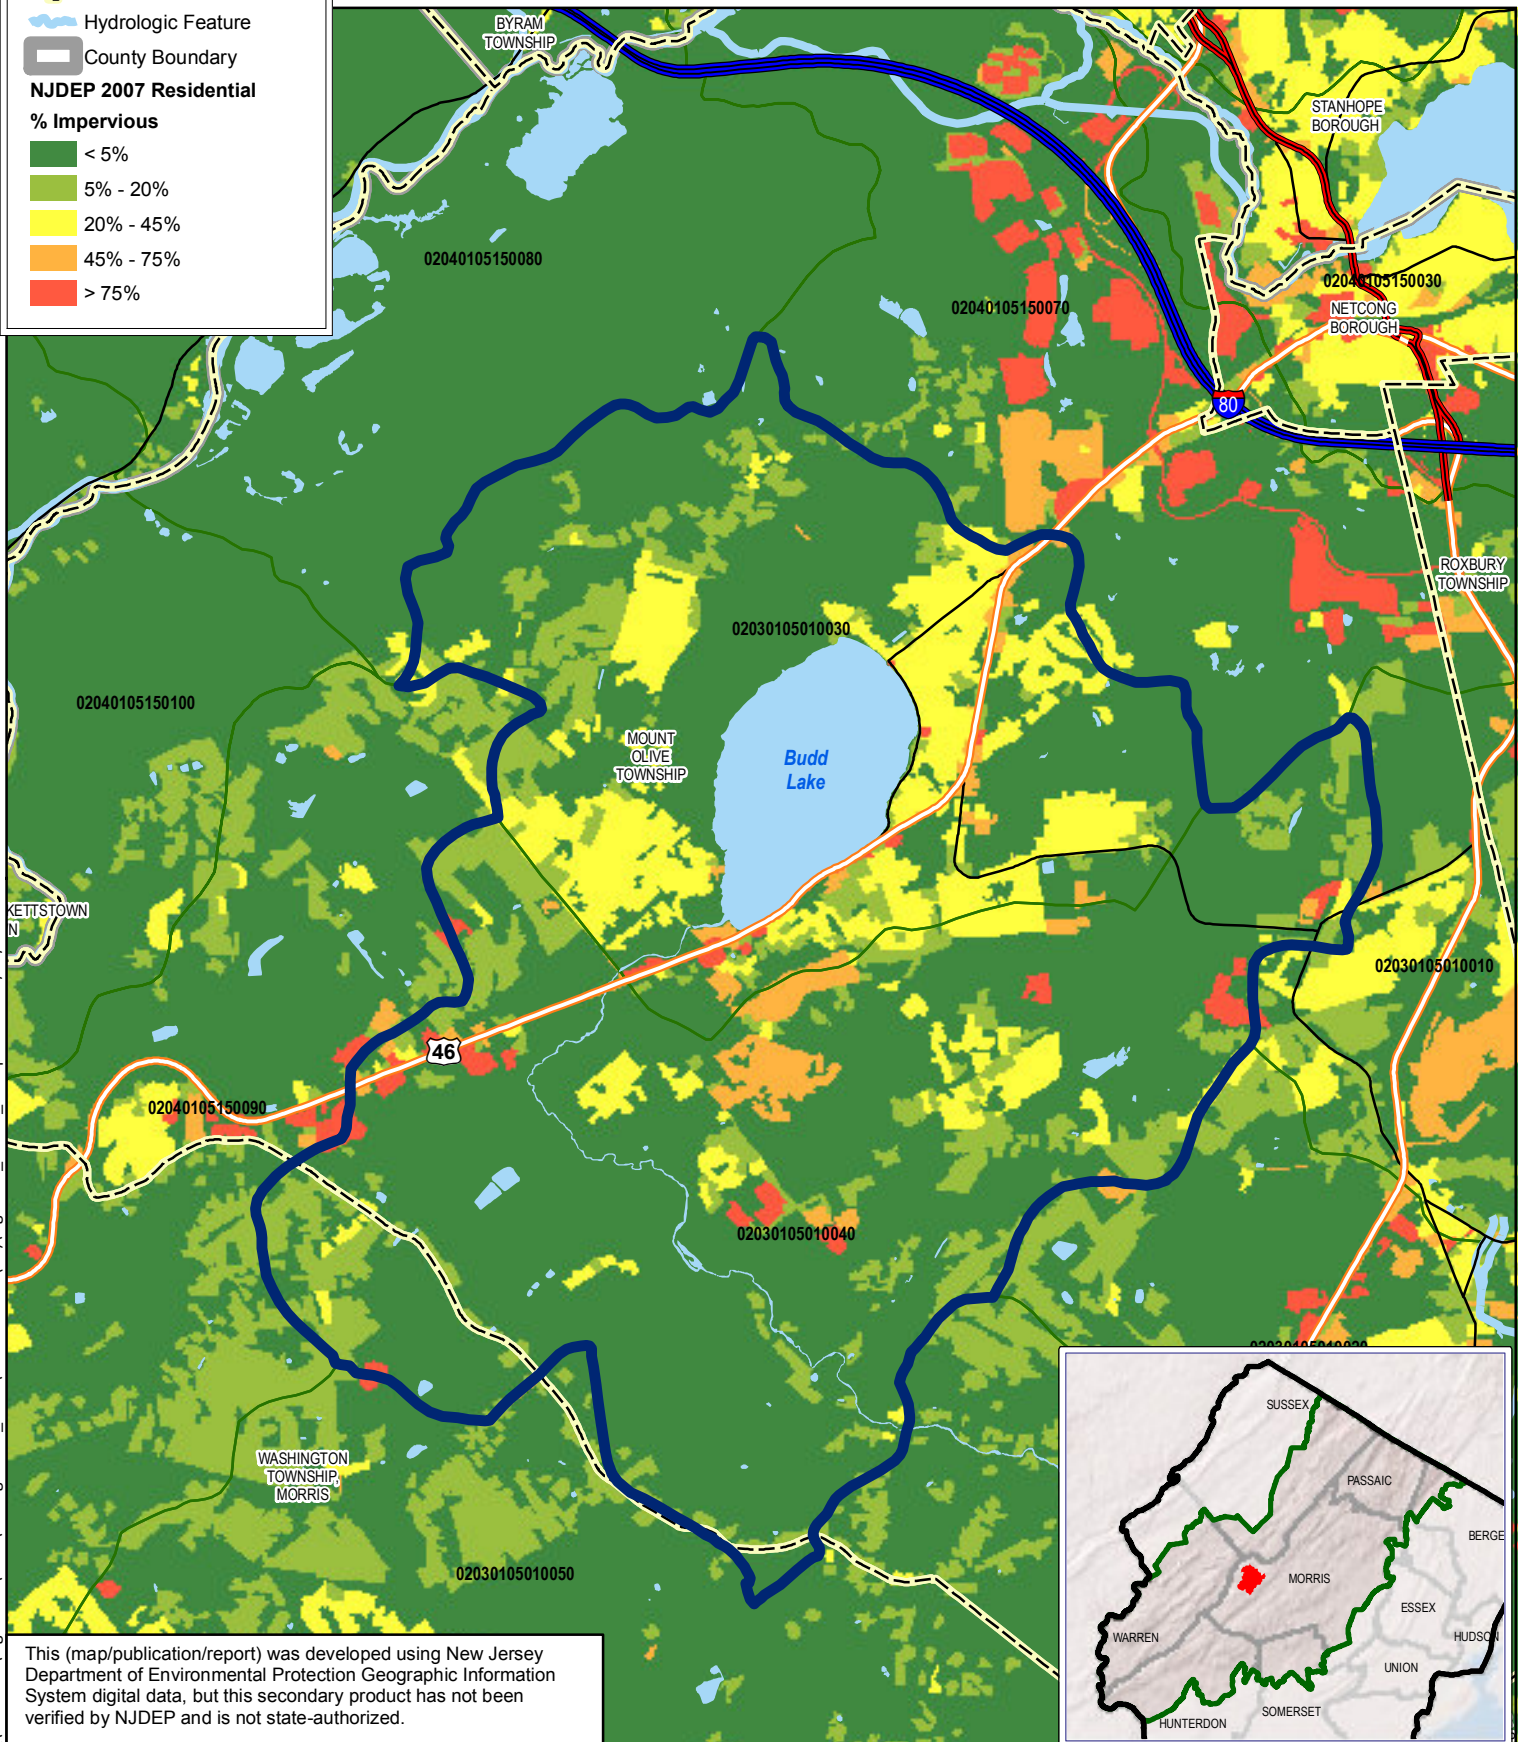 Hydrologic Feature
County Boundary
NJDEP 2007 Residential
% Impervious
< 5%
5% - 20%
20% - 45%
45% - 75%
> 75%
BYRAM
TOWNSHIP
STANHOPE
BOROUGH
02040105150080
02040105150070
02040105150030
NETCONG
BOROUGH
80
ROXBURY
TOWNSHIP
02030105010030
02040105150100
MOUNT
OLIVE
TOWNSHIP
Budd
Lake
KETTSTOWN
N
02030105010010
46
02040105150090
02030105010040
WASHINGTON
TOWNSHIP,
MORRIS
02030105010050
SUSSEX
PASSAIC
BERGE
MORRIS
ESSEX
WARREN
HUDSON
UNION
SOMERSET
HUNTERDON
This (map/publication/report) was developed using New Jersey
Department of Environmental Protection Geographic Information
System digital data, but this secondary product has not been
verified by NJDEP and is not state-authorized.